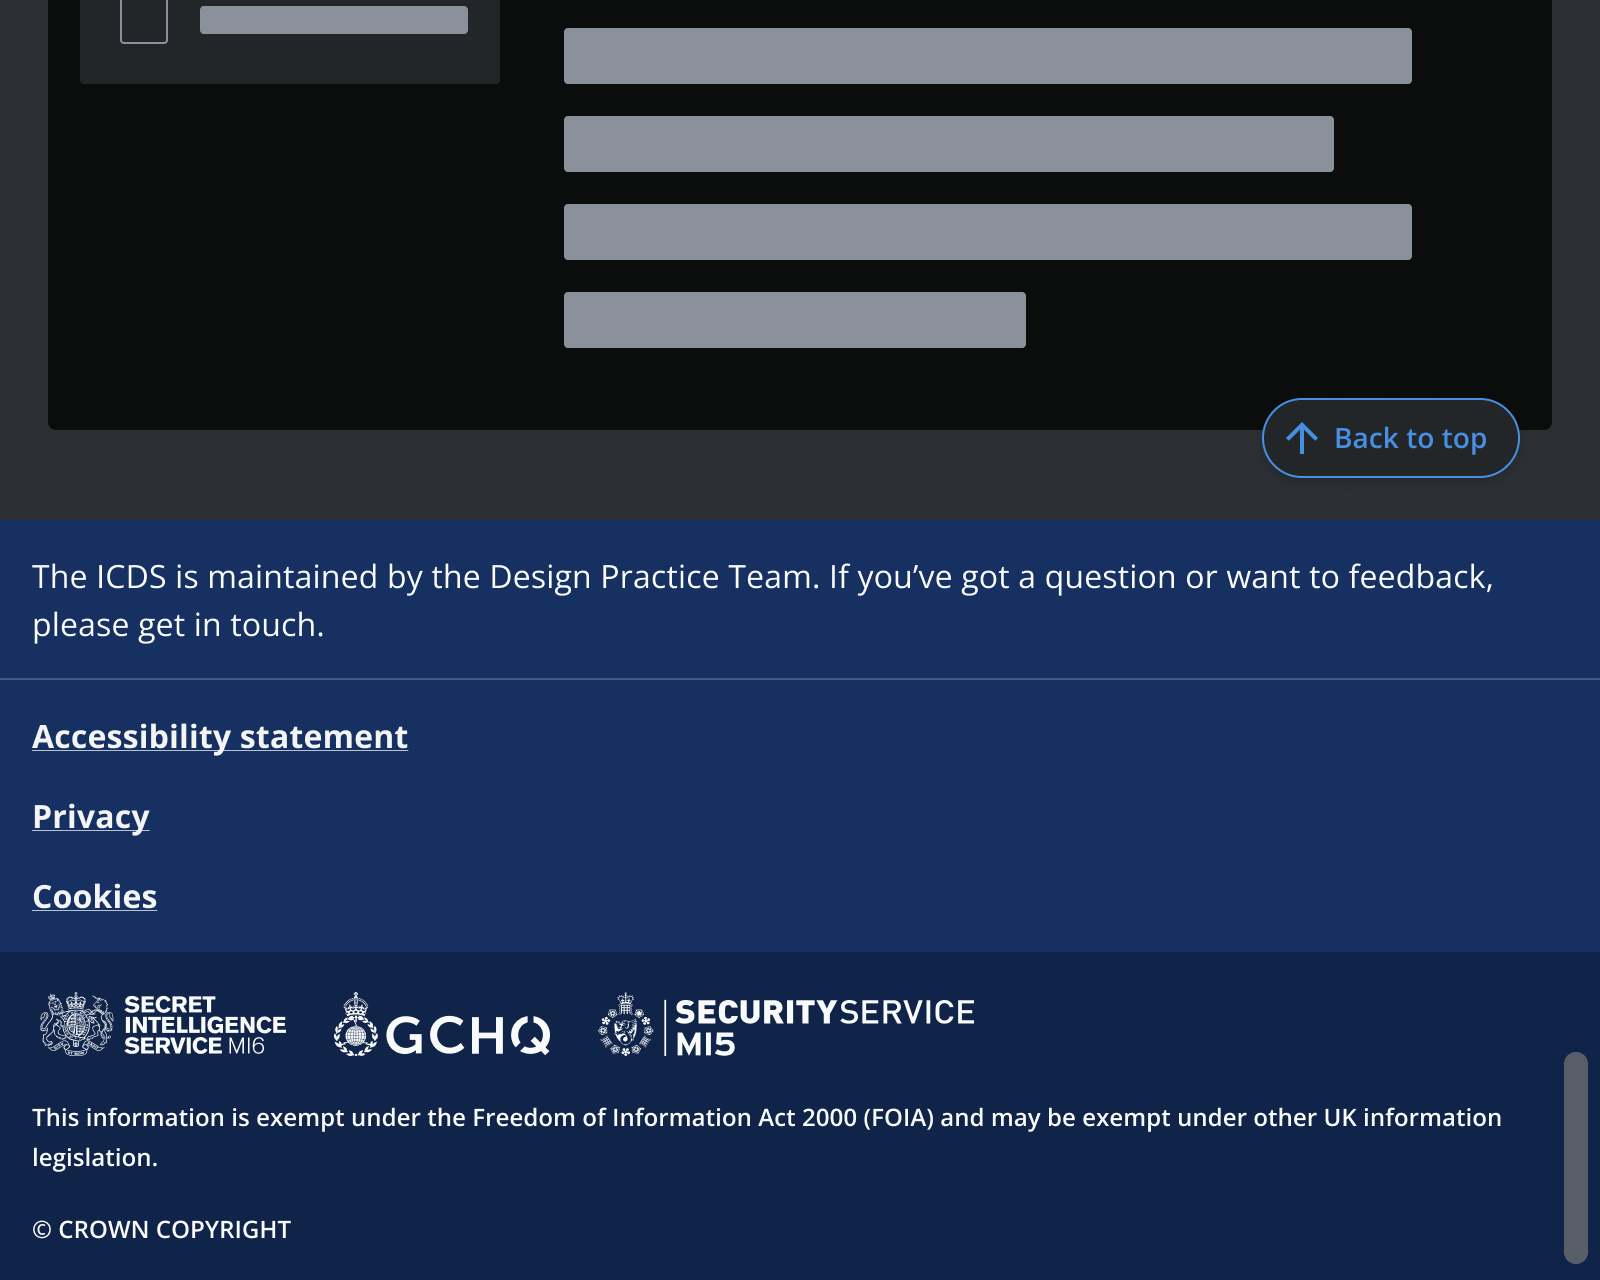 Back to top
The ICDS is maintained by the Design Practice Team. If you’ve got a question or want to feedback,
please get in touch.
Accessibility statement
Privacy
Cookies
SECRET
INTELLIGENCE
SERVICE MI6
GCHQ
SECURITYSERVICE
MI5
This information is exempt under the Freedom of Information Act 2000 (FOIA) and may be exempt under other UK information
legislation.
© CROWN COPYRIGHT